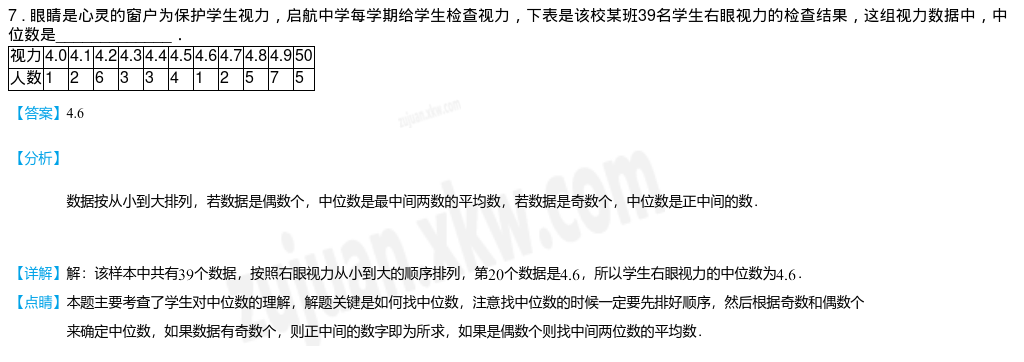 7．眼睛是心灵的窗户为保护学生视力，启航中学每学期给学生检查视力，下表是该校某班39名学生右眼视力的检查结果，这组视力数据中，中
位数是______________．
视力 4.0 4.1 4.2 4.3 4.4 4.5 4.6 4.7 4.8 4.9 50
人数 1 2 6 3 3 4 1 2 5 7 5
【答案】4.6
zujuan.xkw.com
【分析】
数据按从小到大排列，若数据是偶数个，中位数是最中间两数的平均数，若数据是奇数个，中位数是正中间的数．
zujuan.xkw.com
【详解】解：该样本中共有39个数据，按照右眼视力从小到大的顺序排列，第20个数据是4.6，所以学生右眼视力的中位数为4.6．
【点睛】本题主要考查了学生对中位数的理解，解题关键是如何找中位数，注意找中位数的时候一定要先排好顺序，然后根据奇数和偶数个
来确定中位数，如果数据有奇数个，则正中间的数字即为所求，如果是偶数个则找中间两位数的平均数．